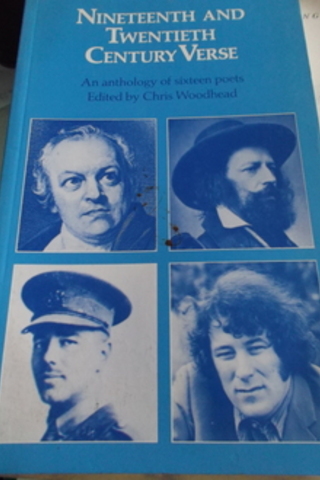 NINETEENTH AND
TWENTIETH
CENTURY VERSE
An anthology of sixteen poets
Edited by Chris Woodhead